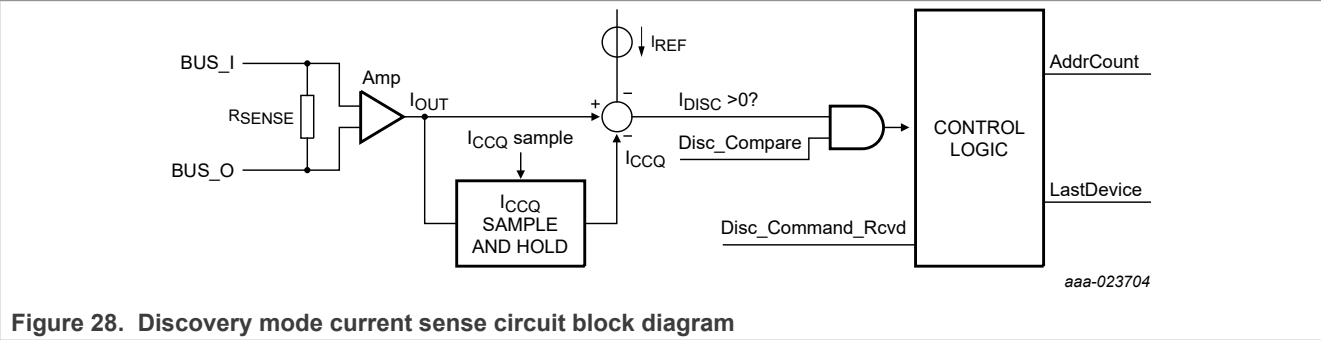 IREF
BUS_I
Amp
AddrCount
IOUT
+
−
IDISC >0?
RSENSE
ICCQ sample
−
ICCQ
Disc_Compare
CONTROL
LOGIC
BUS_O
ICCQ
SAMPLE
AND HOLD
LastDevice
Disc_Command_Rcvd
aaa-023704
Figure 28. Discovery mode current sense circuit block diagram